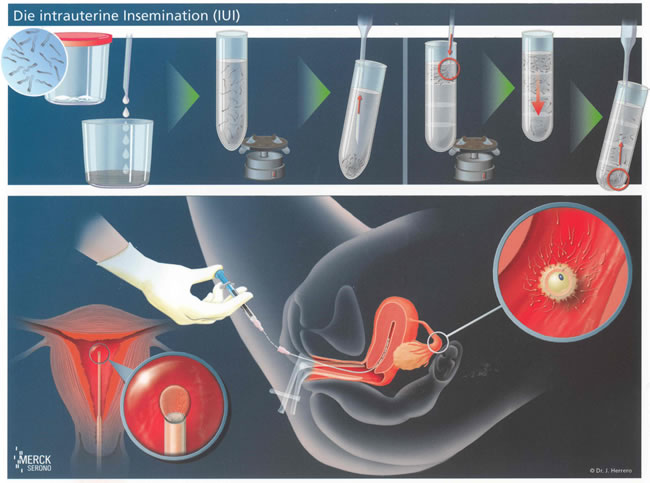 Die intrauterine Insemination (IUI)
MERCK
SERONO
© Dr. J. Herrero